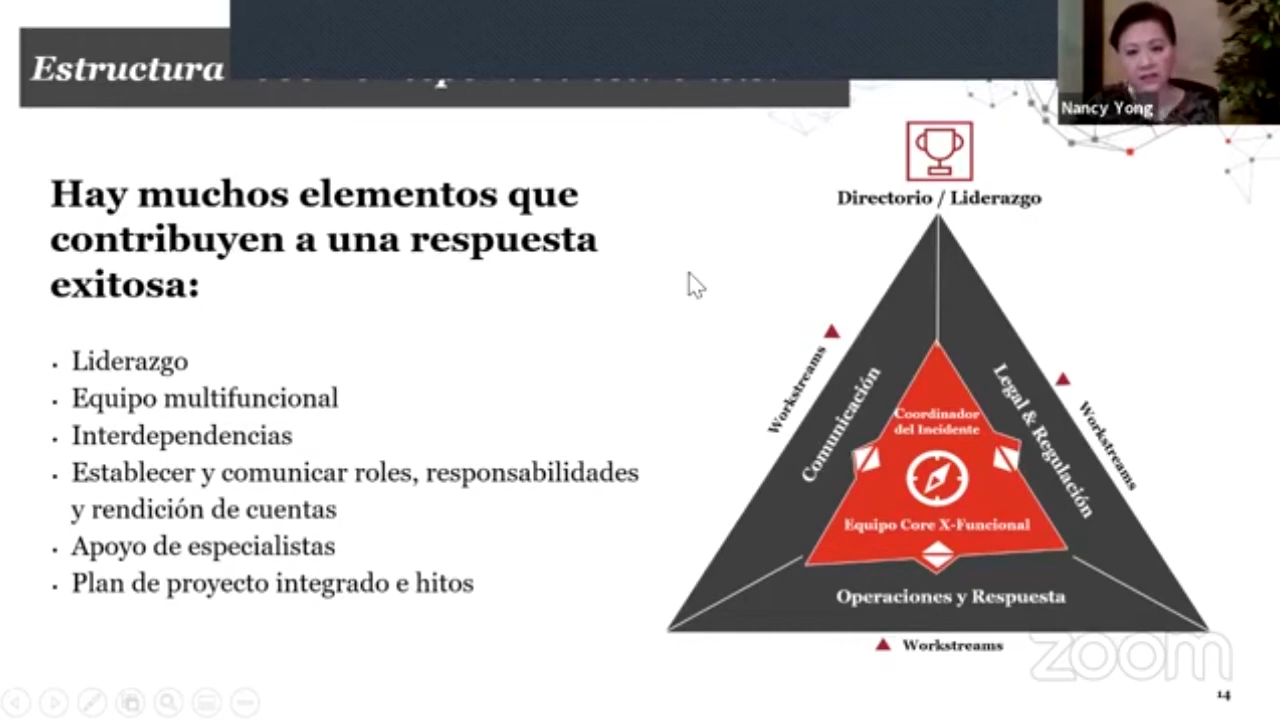 Estructura
Nancy Yong
Hay muchos elementos que
contribuyen a una respuesta
exitosa:
Liderazgo
Equipo multifuncional
Interdependencias
Establecer y comunicar roles, responsabilidades
y rendición de cuentas
Apoyo de especialistas
Plan de proyecto integrado e hitos
Directorio / Liderazgo
Workstreams
Comunicación
Coordinador
del Incidente
Equipo Core X-Funcional
Legal & Regulación
Workstreams
Operaciones y Respuesta
Workstreams
zoom
14